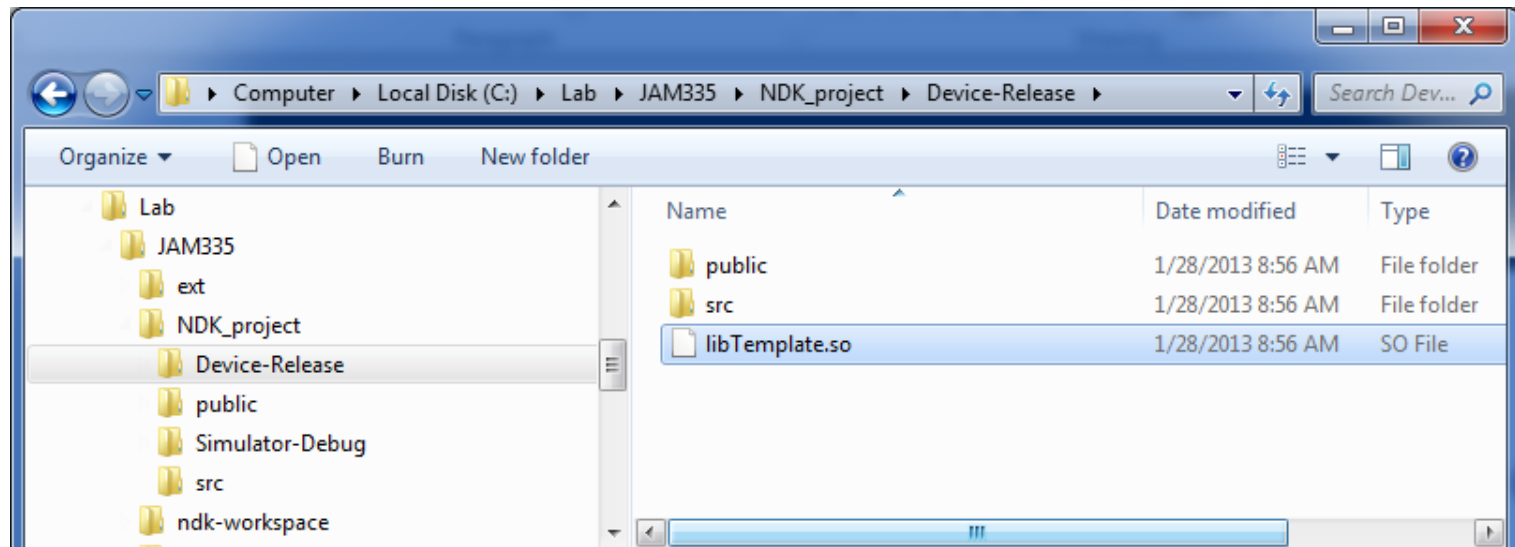 Computer Local Disk (C:) Lab JAM335 NDK_project Device-Release Search Dev...
Organize Open Burn New folder
Lab
JAM335
ext
NDK_project
Device-Release
public
Simulator-Debug
src
ndk-workspace
Name Date modified Type
public 1/28/2013 8:56 AM File folder
src 1/28/2013 8:56 AM File folder
libTemplate.so 1/28/2013 8:56 AM SO File